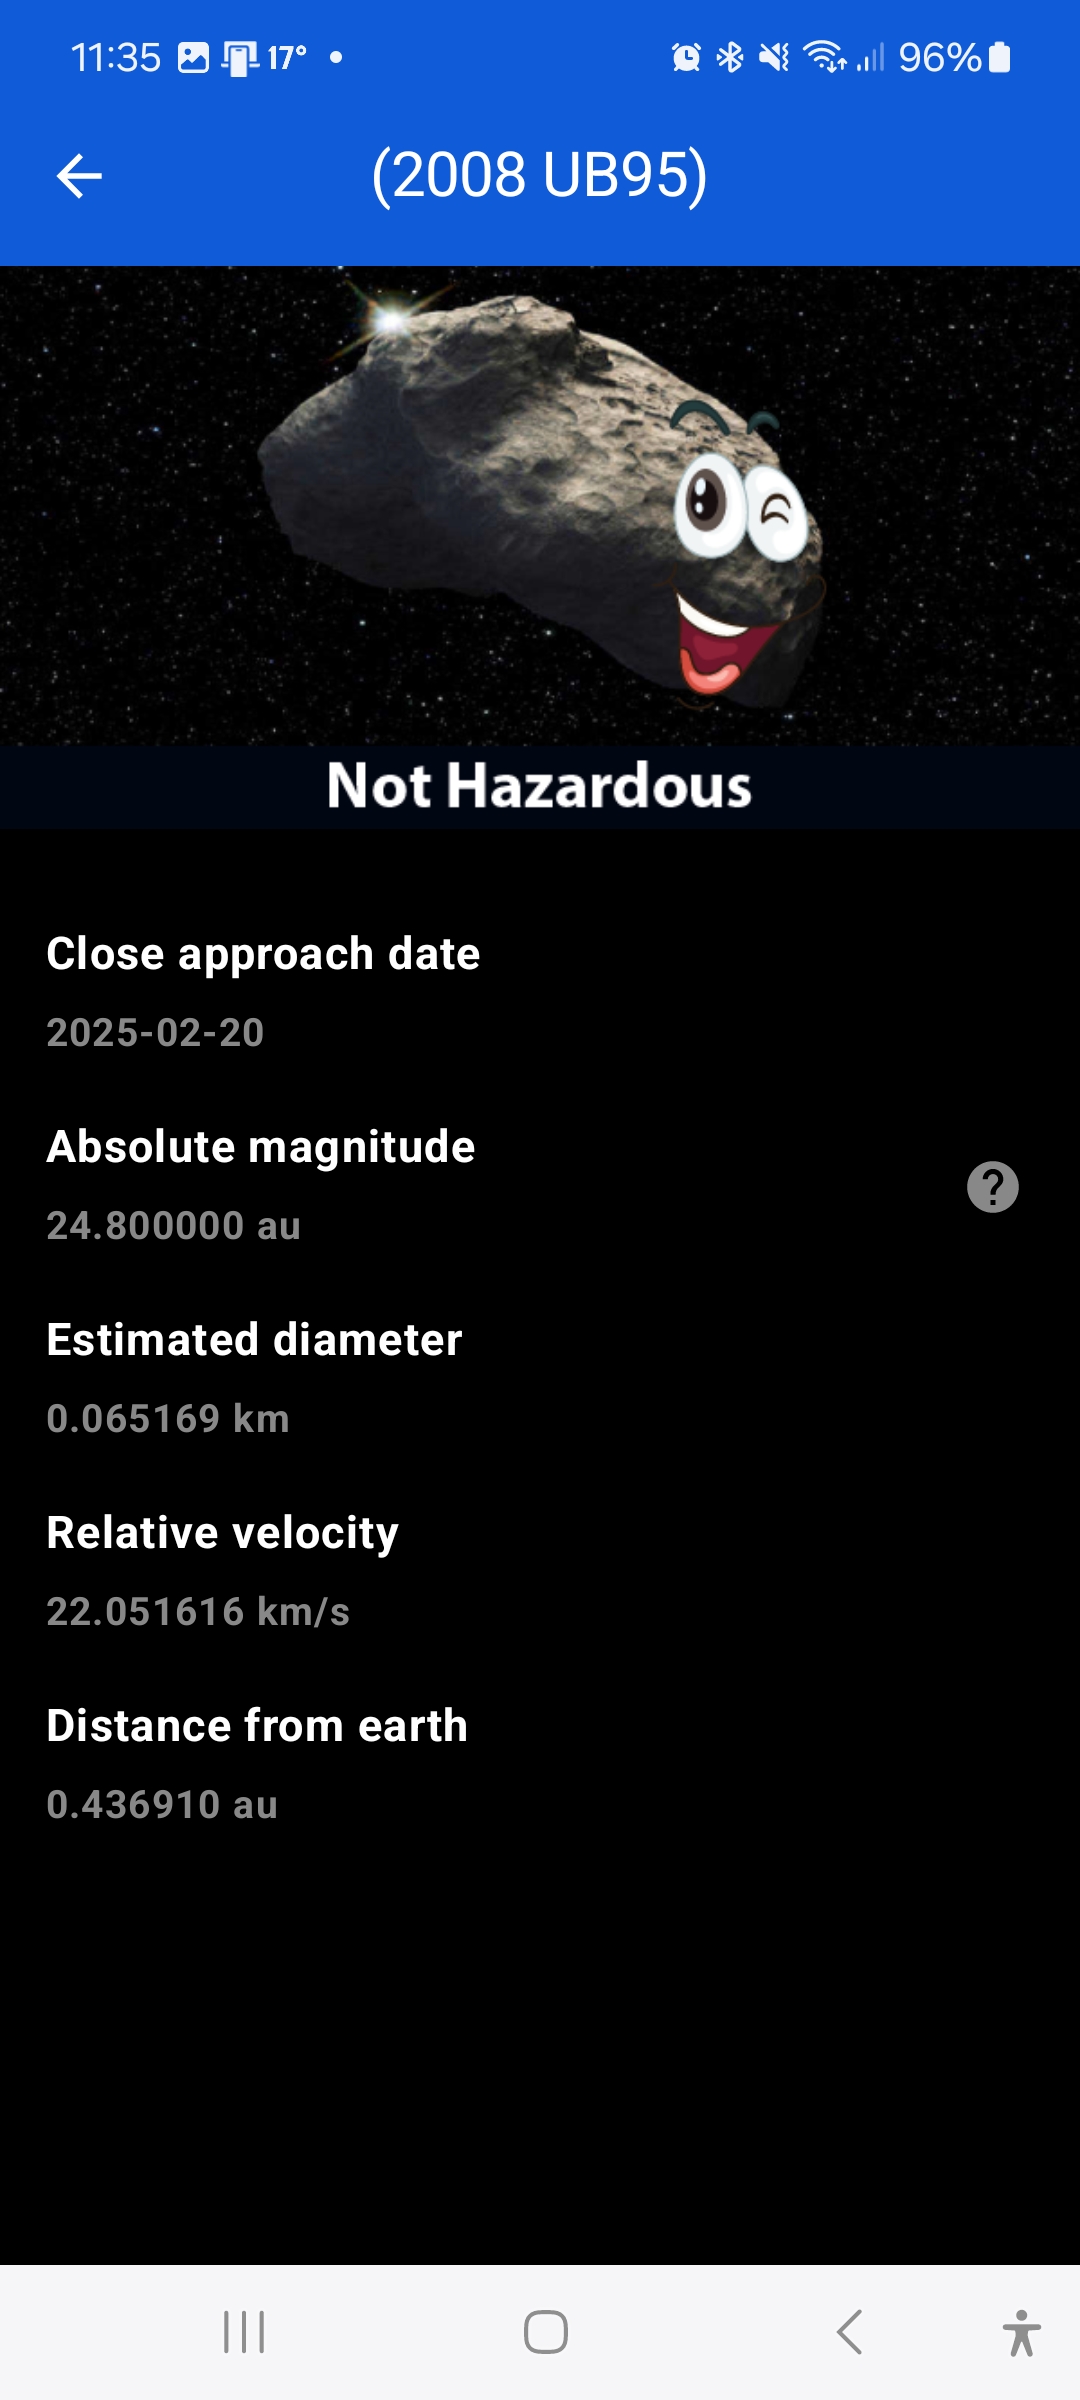 11:35 17° 96%
(2008 UB95)
Not Hazardous
Close approach date
2025-02-20
Absolute magnitude
24.800000 au
?
Estimated diameter
0.065169 km
Relative velocity
22.051616 km/s
Distance from earth
0.436910 au